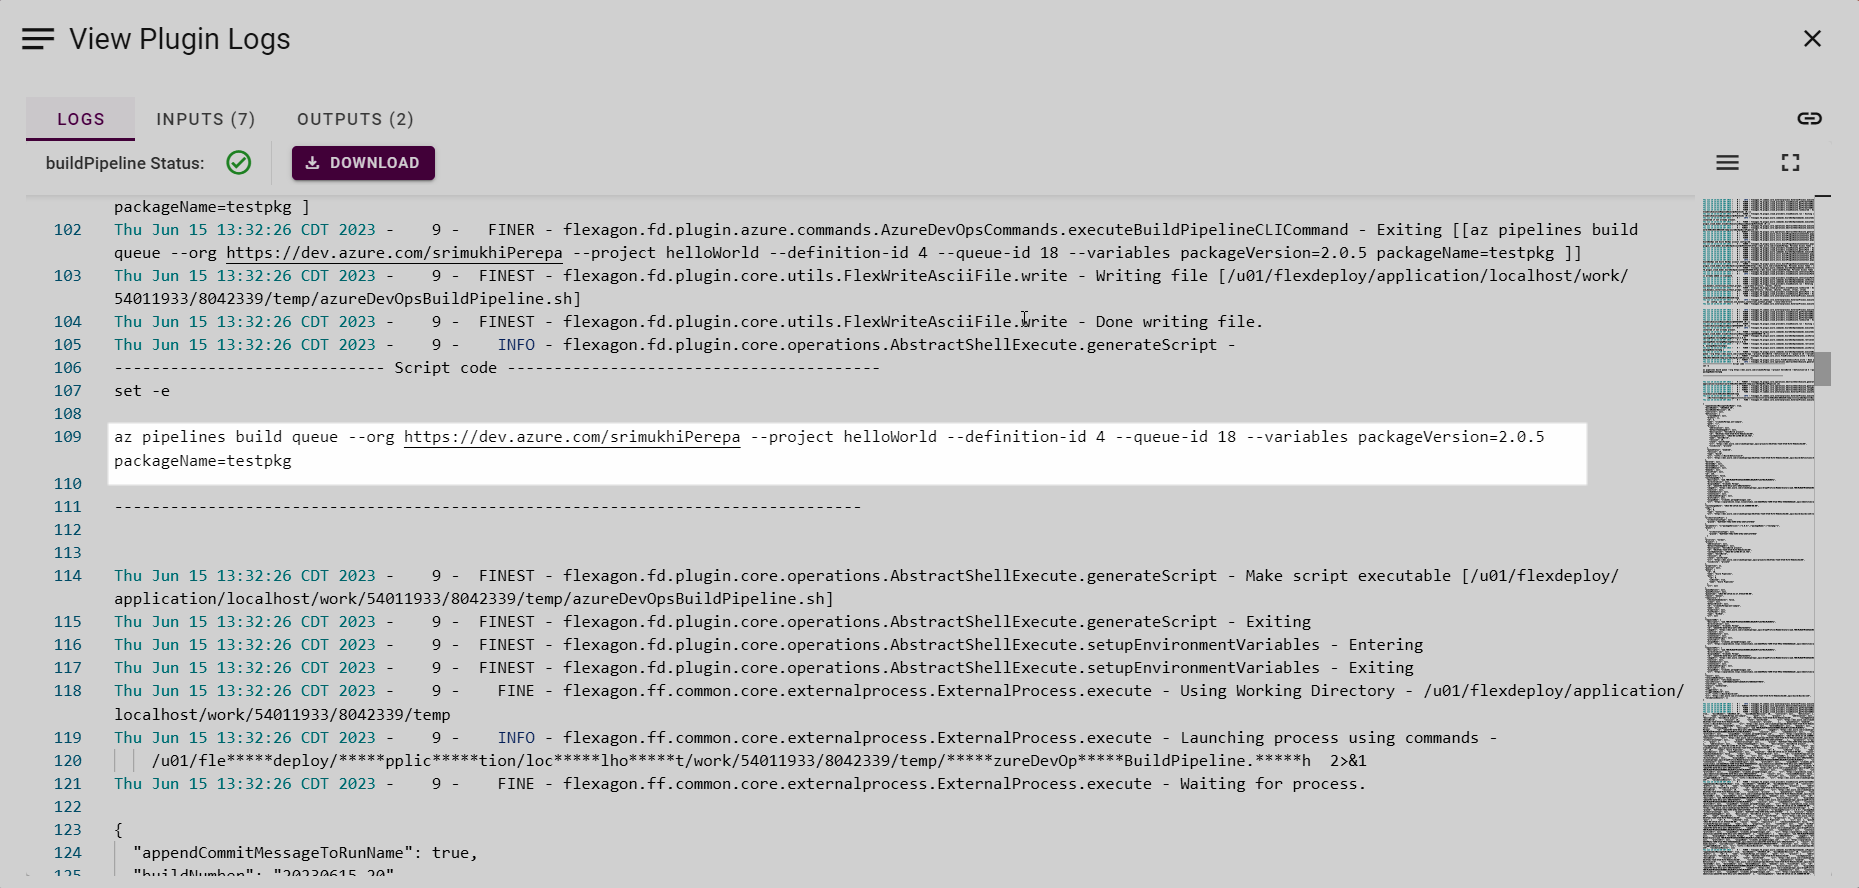 View Plugin Logs
LOGS INPUTS (7) OUTPUTS (2)
buildPipeline Status: DOWNLOAD
packageName=testpkg ]
102 Thu Jun 15 13:32:26 CDT 2023 - 9 - FINER - flexagon.fd.plugin.azure.commands.AzureDevOpsCommands.executeBuildPipelineCLICommand - Exiting [[az pipelines build
queue --org https://dev.azure.com/srimukhiPerepa --project helloWorld --definition-id 4 --queue-id 18 --variables packageVersion=2.0.5 packageName=testpkg ]]
103 Thu Jun 15 13:32:26 CDT 2023 - 9 - FINEST - flexagon.fd.plugin.core.utils.FlexWriteAsciiFile.write - Writing file [/u01/flexdeploy/application/localhost/work/
54011933/8042339/temp/azureDevOpsBuildPipeline.sh]
104 Thu Jun 15 13:32:26 CDT 2023 - 9 - FINEST - flexagon.fd.plugin.core.utils.FlexWriteAsciiFile.write - Done writing file.
105 Thu Jun 15 13:32:26 CDT 2023 - 9 - INFO - flexagon.fd.plugin.core.operations.AbstractShellExecute.generateScript -
106 ----------------------------- Script code ----------------------------------------
107 set -e
108
109 az pipelines build queue --org https://dev.azure.com/srimukhiPerepa --project helloWorld --definition-id 4 --queue-id 18 --variables packageVersion=2.0.5
packageName=testpkg
110
111 --------------------------------------------------------------------------------
112
113
114 Thu Jun 15 13:32:26 CDT 2023 - 9 - FINEST - flexagon.fd.plugin.core.operations.AbstractShellExecute.generateScript - Make script executable [/u01/flexdeploy/
application/localhost/work/54011933/8042339/temp/azureDevOpsBuildPipeline.sh]
115 Thu Jun 15 13:32:26 CDT 2023 - 9 - FINEST - flexagon.fd.plugin.core.operations.AbstractShellExecute.generateScript - Exiting
116 Thu Jun 15 13:32:26 CDT 2023 - 9 - FINEST - flexagon.fd.plugin.core.operations.AbstractShellExecute.setupEnvironmentVariables - Entering
117 Thu Jun 15 13:32:26 CDT 2023 - 9 - FINEST - flexagon.fd.plugin.core.operations.AbstractShellExecute.setupEnvironmentVariables - Exiting
118 Thu Jun 15 13:32:26 CDT 2023 - 9 - FINE - flexagon.ff.common.core.externalprocess.ExternalProcess.execute - Using Working Directory - /u01/flexdeploy/application/
localhost/work/54011933/8042339/temp
119 Thu Jun 15 13:32:26 CDT 2023 - 9 - INFO - flexagon.ff.common.core.externalprocess.ExternalProcess.execute - Launching process using commands -
120 /u01/fle*****deploy/*****pplic*****tion/loc*****lho*****t/work/54011933/8042339/temp/*****zureDevOp*****BuildPipeline.*****h 2>&1
121 Thu Jun 15 13:32:26 CDT 2023 - 9 - FINE - flexagon.ff.common.core.externalprocess.ExternalProcess.execute - Waiting for process.
122
123 {
124 "appendCommitMessageToRunName": true,
125 "buildNumber": "20230615.20"